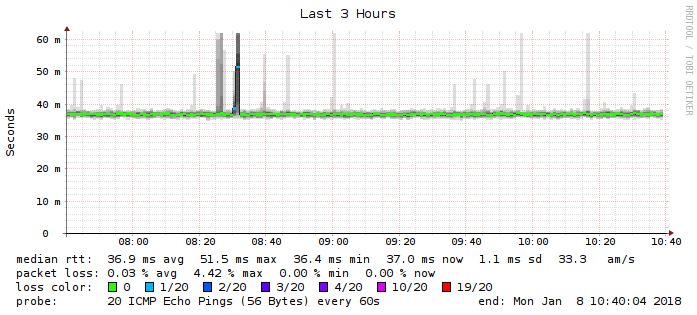 Last 3 Hours
RRDTOOL / TOBI OETIKER
Seconds
60 m
50 m
40 m
30 m
20 m
10 m
0
08:00 08:20 08:40 09:00 09:20 09:40 10:00 10:20 10:40
median rtt: 36.9 ms avg 51.5 ms max 36.4 ms min 37.0 ms now 1.1 ms sd 33.3 am/s
packet loss: 0.03 % avg 4.42 % max 0.00 % min 0.00 % now
loss color: 0 1/20 2/20 3/20 4/20 10/20 19/20
probe: 20 ICMP Echo Pings (56 Bytes) every 60s end: Mon Jan 8 10:40:04 2018